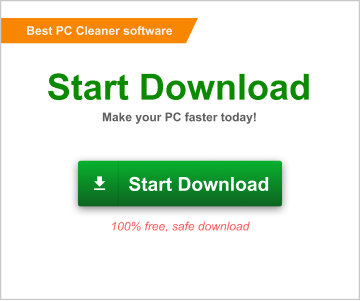 Best PC Cleaner software
Start Download
Make your PC faster today!
Start Download
100% free, safe download